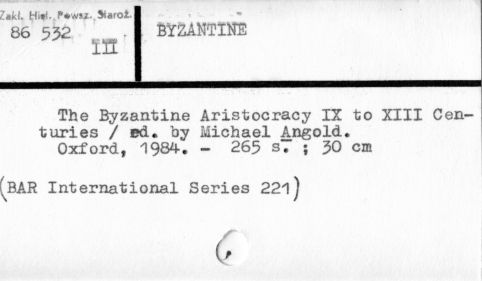 Zakł. Hist. Powsz. Staroż.
86 532
III
BYZANTINE
The Byzantine Aristocracy IX to XIII Cen-
turies / ed. by Michael Angold.
Oxford, 1984. - 265 s. ; 30 cm
(BAR International Series 221)